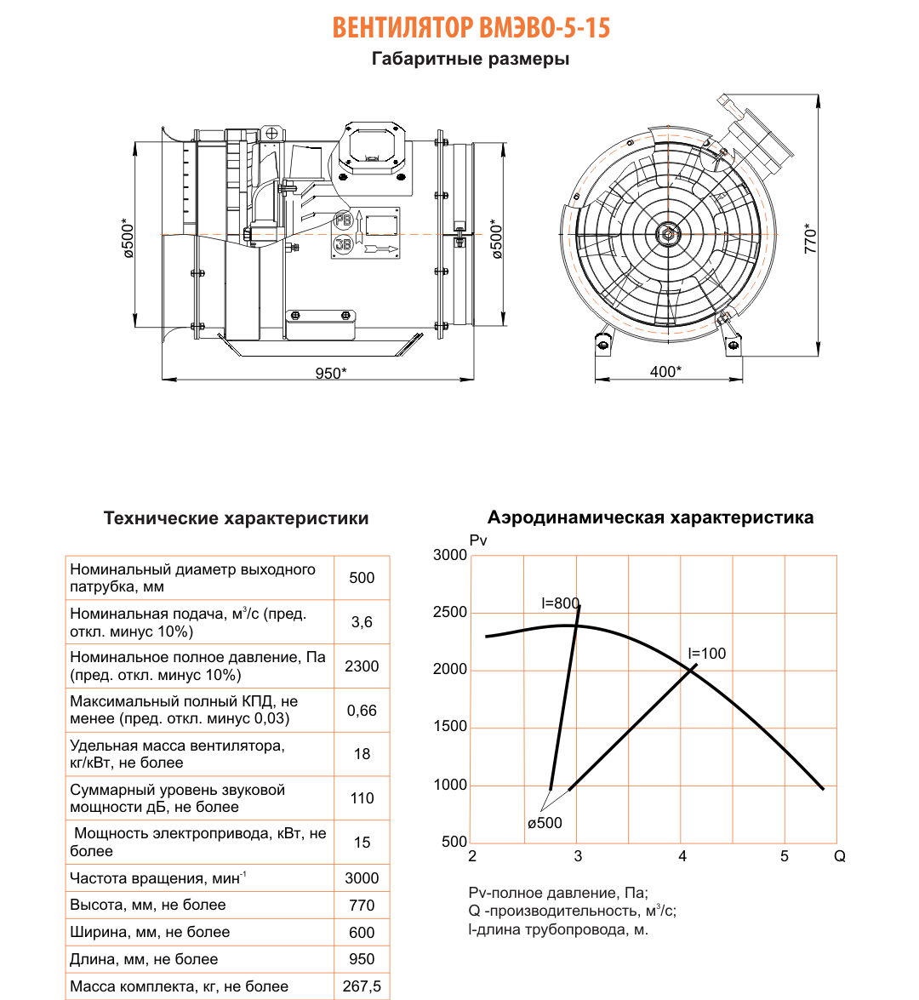 ВЕНТИЛЯТОР ВМЭВО-5-15
Габаритные размеры
ø500*
РВ
ЗВ
ø500*
950*
770*
400*
Технические характеристики
Номинальный диаметр выходного
патрубка, мм
500
Номинальная подача, м³/с (пред.
откл. минус 10%)
3,6
Номинальное полное давление, Па
(пред. откл. минус 10%)
2300
Максимальный полный КПД, не
менее (пред. откл. минус 0,03)
0,66
Удельная масса вентилятора,
кг/кВт, не более
18
Суммарный уровень звуковой
мощности дБ, не более
110
Мощность электропривода, кВт, не
более
15
Частота вращения, мин⁻¹
3000
Высота, мм, не более
770
Ширина, мм, не более
600
Длина, мм, не более
950
Масса комплекта, кг, не более
267,5
Аэродинамическая характеристика
Pv
3000
2500
2000
1500
1000
500
l=800
l=100
ø500
2
3
4
5
Q
Pv-полное давление, Па;
Q -производительность, м³/с;
l-длина трубопровода, м.